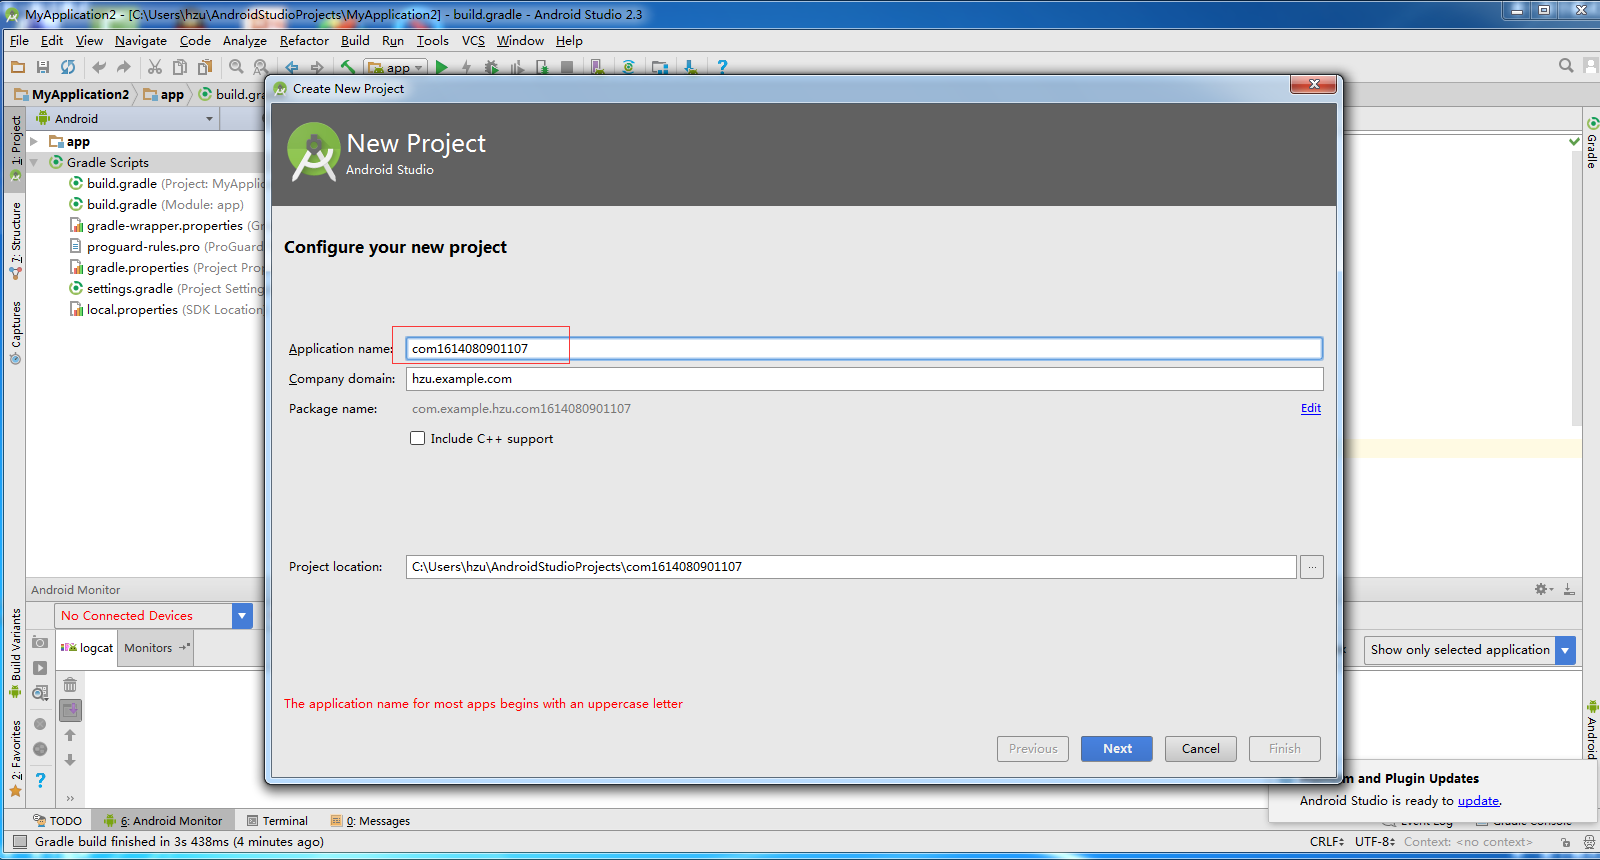 MyApplication2 - [C:\Users\hzu\AndroidStudioProjects\MyApplication2] - build.gradle - Android Studio 2.3
File Edit View Navigate Code Analyze Refactor Build Run Tools VCS Window Help
app
MyApplication2 app build.gra
Create New Project
New Project
Android Studio
Configure your new project
Application name: com1614080901107
Company domain: hzu.example.com
Package name: com.example.hzu.com1614080901107 Edit
Include C++ support
Project location: C:\Users\hzu\AndroidStudioProjects\com1614080901107 ...
The application name for most apps begins with an uppercase letter
Previous Next Cancel Finish
1: Project
7: Structure
Captures
Build Variants
2: Favorites
Android
app
Gradle Scripts
build.gradle (Project: MyApplic
build.gradle (Module: app)
gradle-wrapper.properties (Gr
proguard-rules.pro (ProGuard
gradle.properties (Project Prop
settings.gradle (Project Setting
local.properties (SDK Location)
Android Monitor
No Connected Devices
logcat Monitors
Show only selected application
Gradle
Android
and Plugin Updates
Android Studio is ready to update.
TODO 6: Android Monitor Terminal 0: Messages Event Log Gradle Console
Gradle build finished in 3s 438ms (4 minutes ago) CRLF UTF-8 Context: <no context>